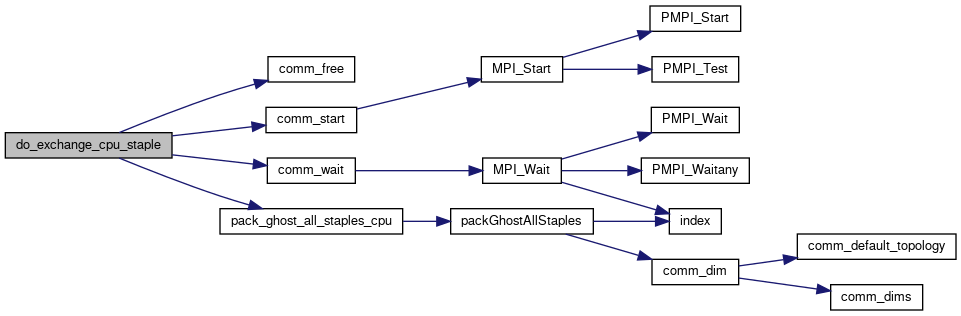 do_exchange_cpu_staple
comm_free
comm_start
comm_wait
pack_ghost_all_staples_cpu
MPI_Start
MPI_Wait
packGhostAllStaples
PMPI_Start
PMPI_Test
PMPI_Wait
PMPI_Waitany
index
comm_dim
comm_default_topology
comm_dims